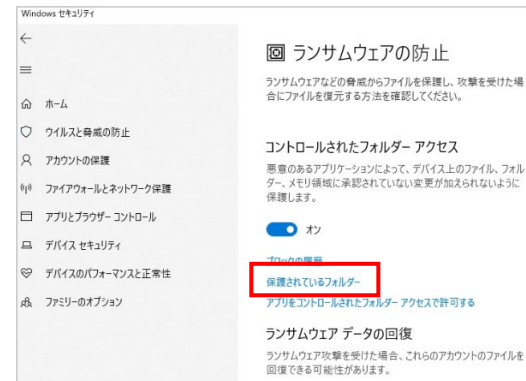 Windows セキュリティ
ランサムウェアの防止
ランサムウェアなどの脅威からファイルを保護し、攻撃を受けた場
合にファイルを復元する方法を確認してください。
ホーム
ウイルスと脅威の防止
アカウントの保護
ファイアウォールとネットワーク保護
アプリとブラウザー コントロール
デバイス セキュリティ
デバイスのパフォーマンスと正常性
ファミリーのオプション
コントロールされたフォルダー アクセス
悪意のあるアプリケーションによって、デバイス上のファイル、フォル
ダー、メモリ領域に承認されていない変更が加えられないように
保護します。
オン
ブロックの履歴
保護されているフォルダー
アプリをコントロールされたフォルダー アクセスで許可する
ランサムウェア データの回復
ランサムウェア攻撃を受けた場合、これらのアカウントのファイルを
回復できる可能性があります。